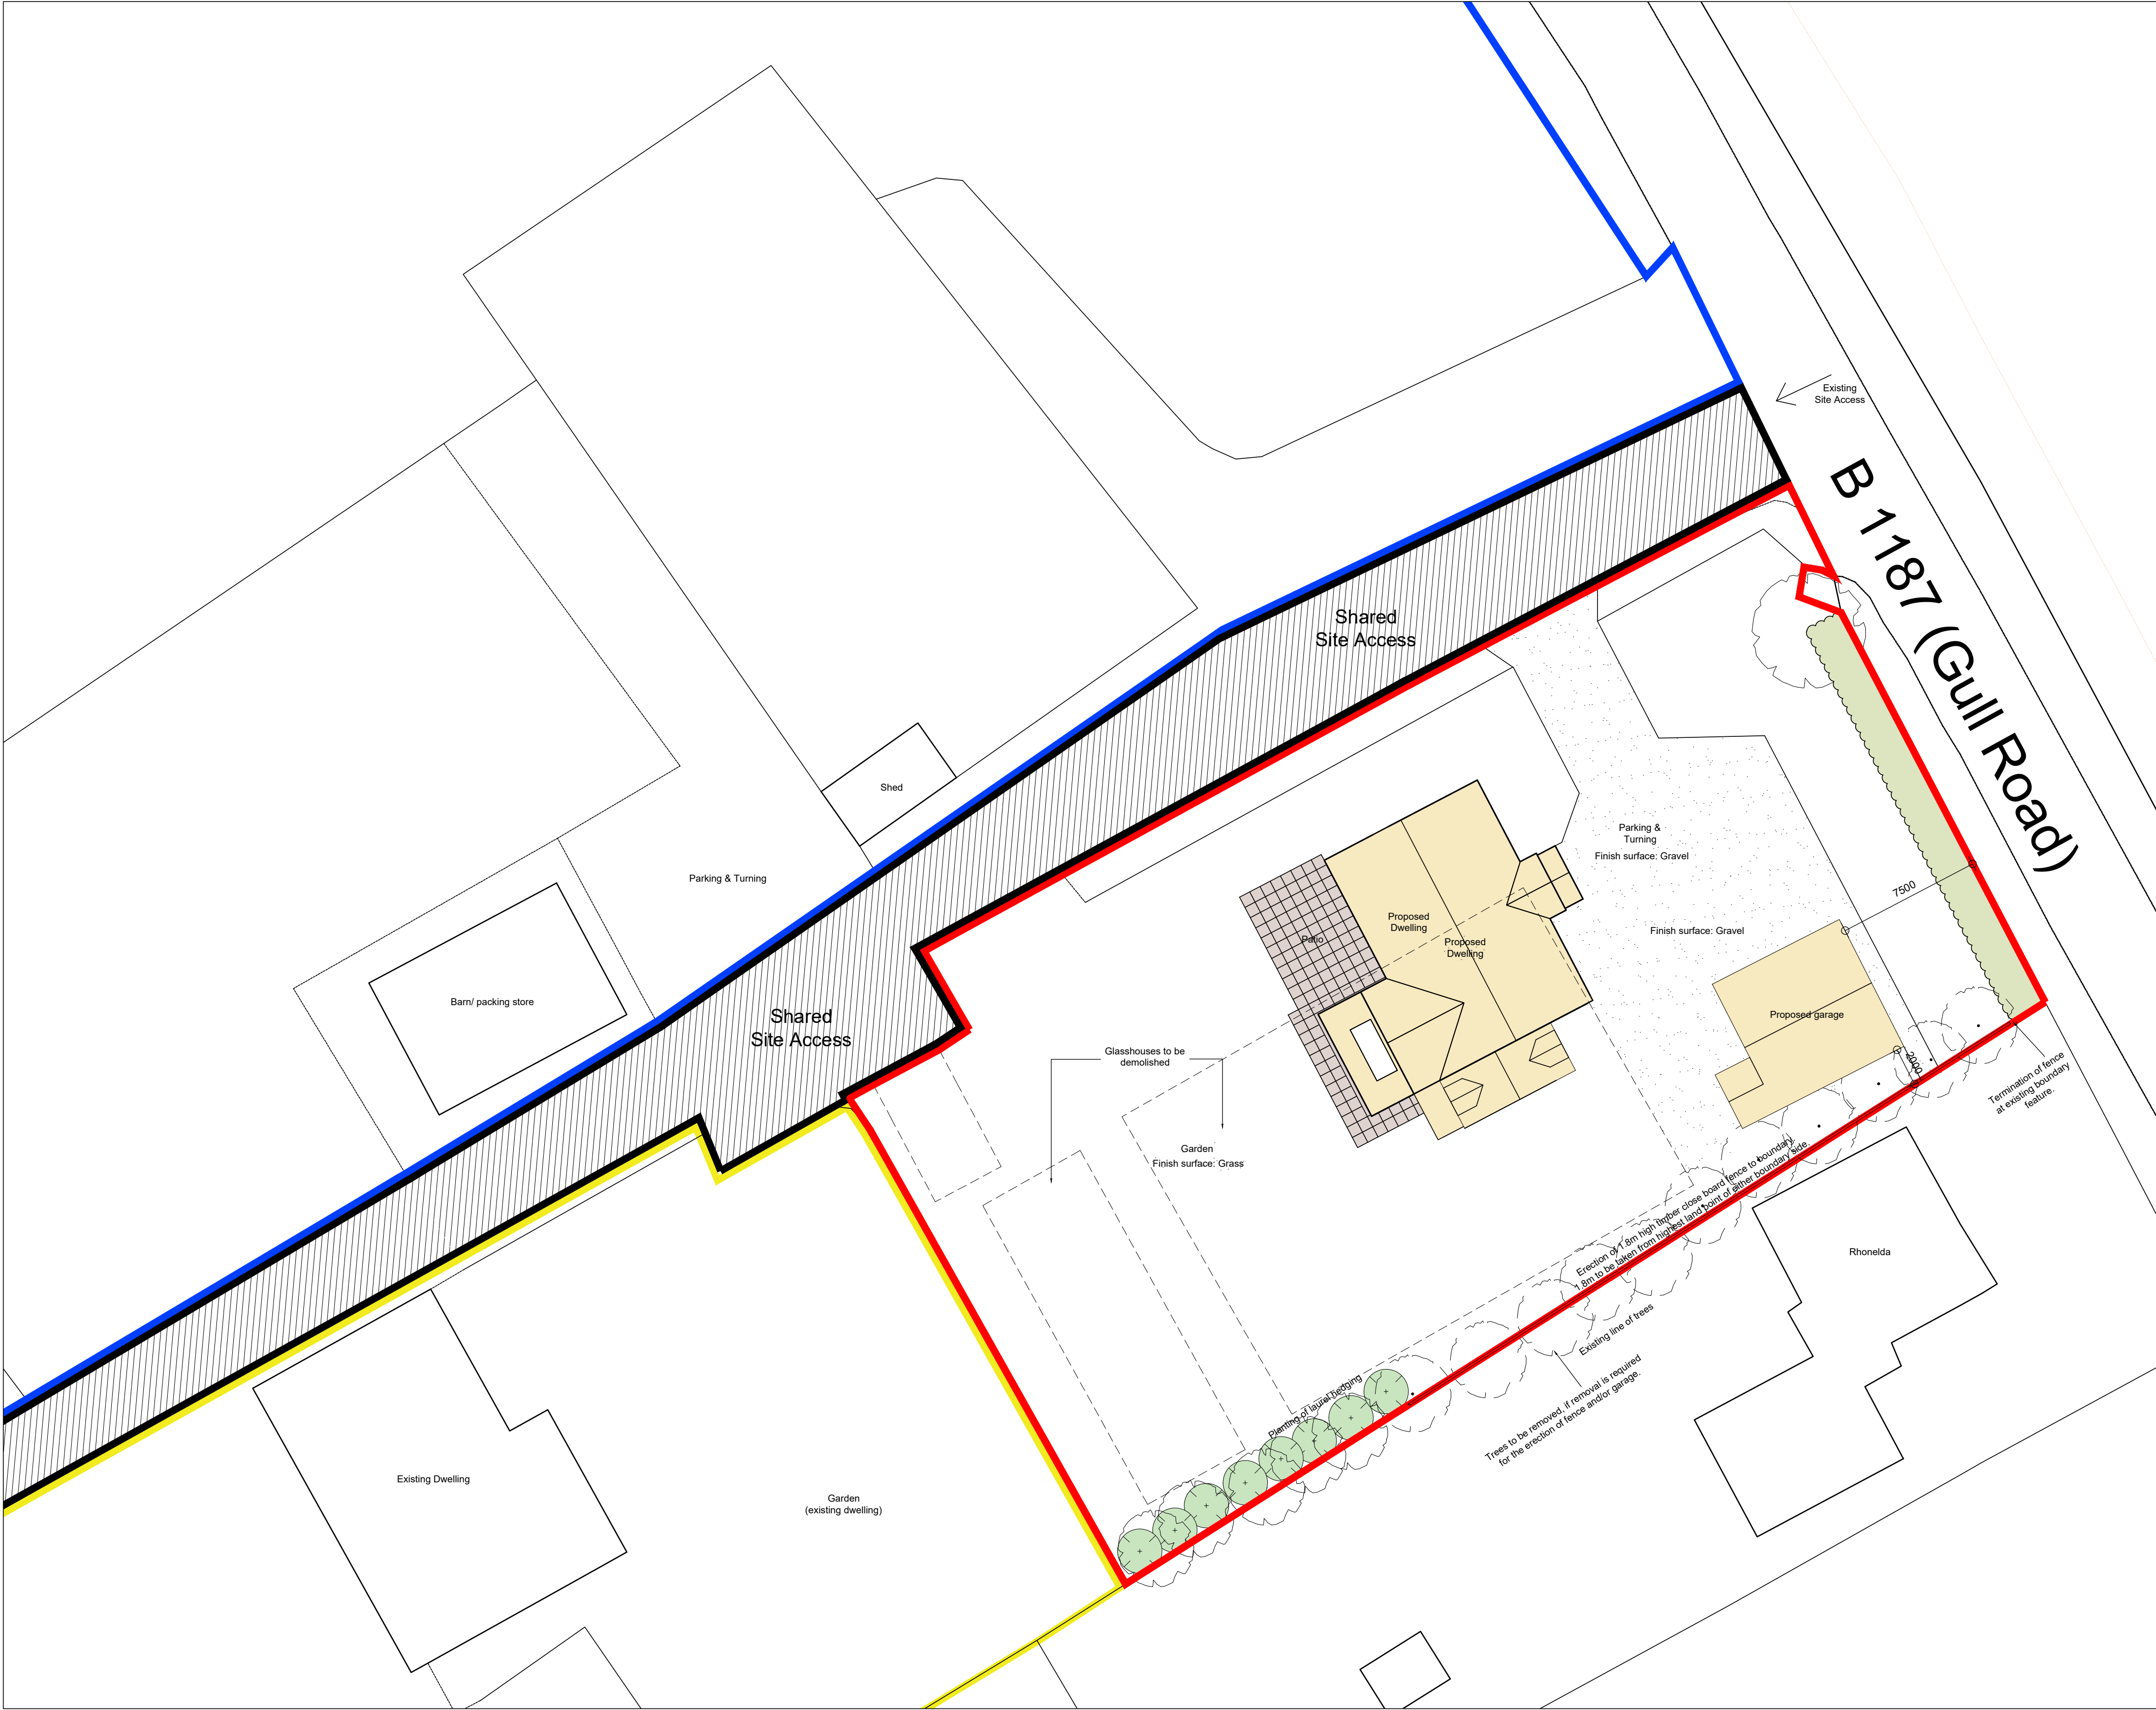 Existing
Site Access
B 1187 (Gull Road)
Shared
Site Access
Shed
Parking & Turning
Barn/ packing store
Shared
Site Access
Parking &
Turning
Finish surface: Gravel
Finish surface: Gravel
7500
Proposed
Dwelling
Proposed
Dwelling
Patio
Proposed garage
2000
Termination of fence
at existing boundary
feature.
Glasshouses to be
demolished
Garden
Finish surface: Grass
Erection of 1.8m high timber close board fence to boundary.
1.8m to be taken from highest land point of either boundary side.
Rhonelda
Existing line of trees
Trees to be removed, if removal is required
for the erection of fence and/or garage.
Planting of laurel hedging
Existing Dwelling
Garden
(existing dwelling)